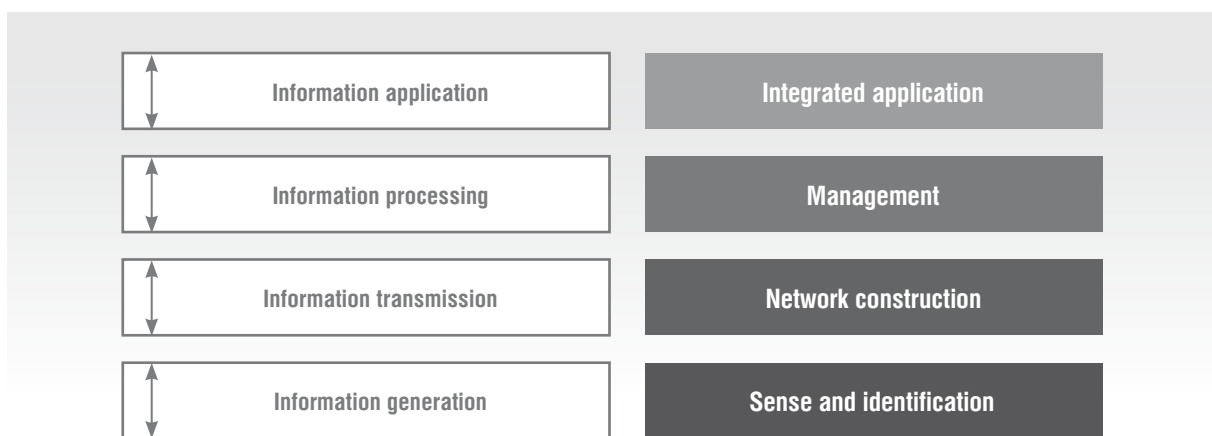 Information application
Integrated application
Information processing
Management
Information transmission
Network construction
Information generation
Sense and identification